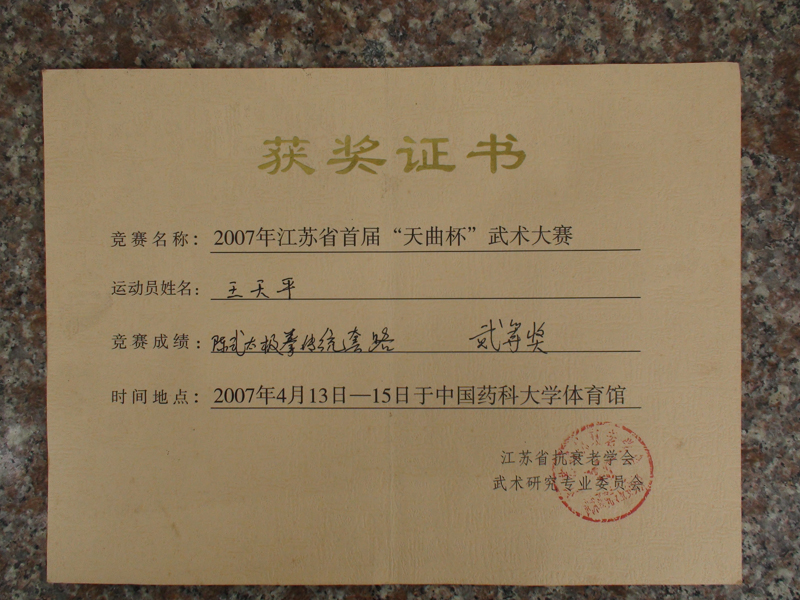 获奖证书
竞赛名称：2007年江苏省首届“天曲杯”武术大赛
运动员姓名：王天平
竞赛成绩：陈式太极拳传统套路 贰等奖
时间地点：2007年4月13日—15日于中国药科大学体育馆
江苏省抗衰老学会
武术研究专业委员会